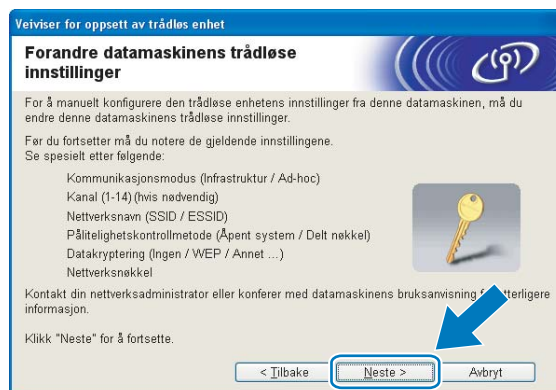 Veiviser for oppsett av trådløs enhet
Forandre datamaskinens trådløse
innstillinger
For å manuelt konfigurere den trådløse enhetens innstillinger fra denne datamaskinen, må du
endre denne datamaskinens trådløse innstillinger.
Før du fortsetter må du notere de gjeldende innstillingene.
Se spesielt etter følgende:
Kommunikasjonsmodus (Infrastruktur / Ad-hoc)
Kanal (1-14) (hvis nødvendig)
Nettverksnavn (SSID / ESSID)
Pålitelighetskontrollmetode (Åpent system / Delt nøkkel)
Datakryptering (Ingen / WEP / Annet ...)
Nettverksnøkkel
Kontakt din nettverksadministrator eller konferer med datamaskinens bruksanvisning
informasjon.
Klikk "Neste" for å fortsette.
< Tilbake Neste > Avbryt